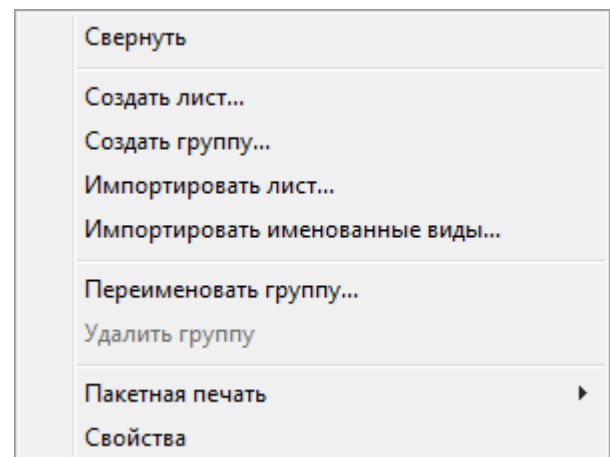 Свернуть
Создать лист...
Создать группу...
Импортировать лист...
Импортировать именованные виды...
Переименовать группу...
Удалить группу
Пакетная печать
Свойства